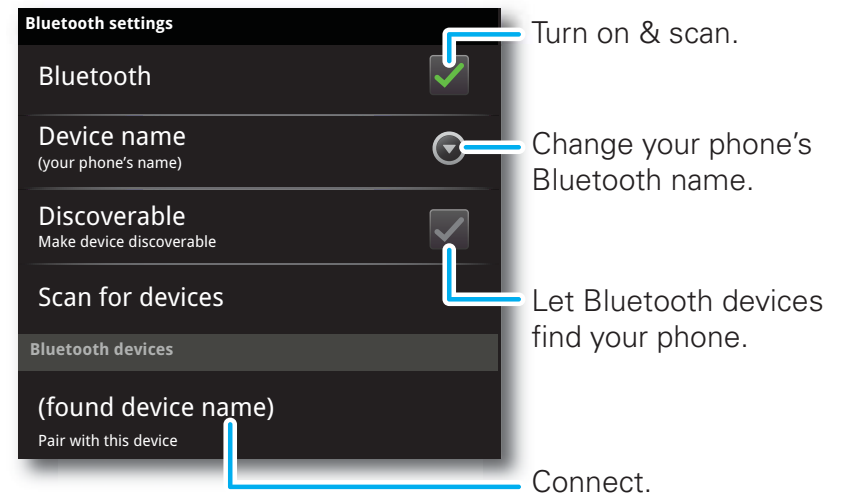 Bluetooth settings
Turn on & scan.
Bluetooth
Device name
(your phone's name)
Change your phone's
Bluetooth name.
Discoverable
Make device discoverable
Scan for devices
Let Bluetooth devices
find your phone.
Bluetooth devices
(found device name)
Pair with this device
Connect.